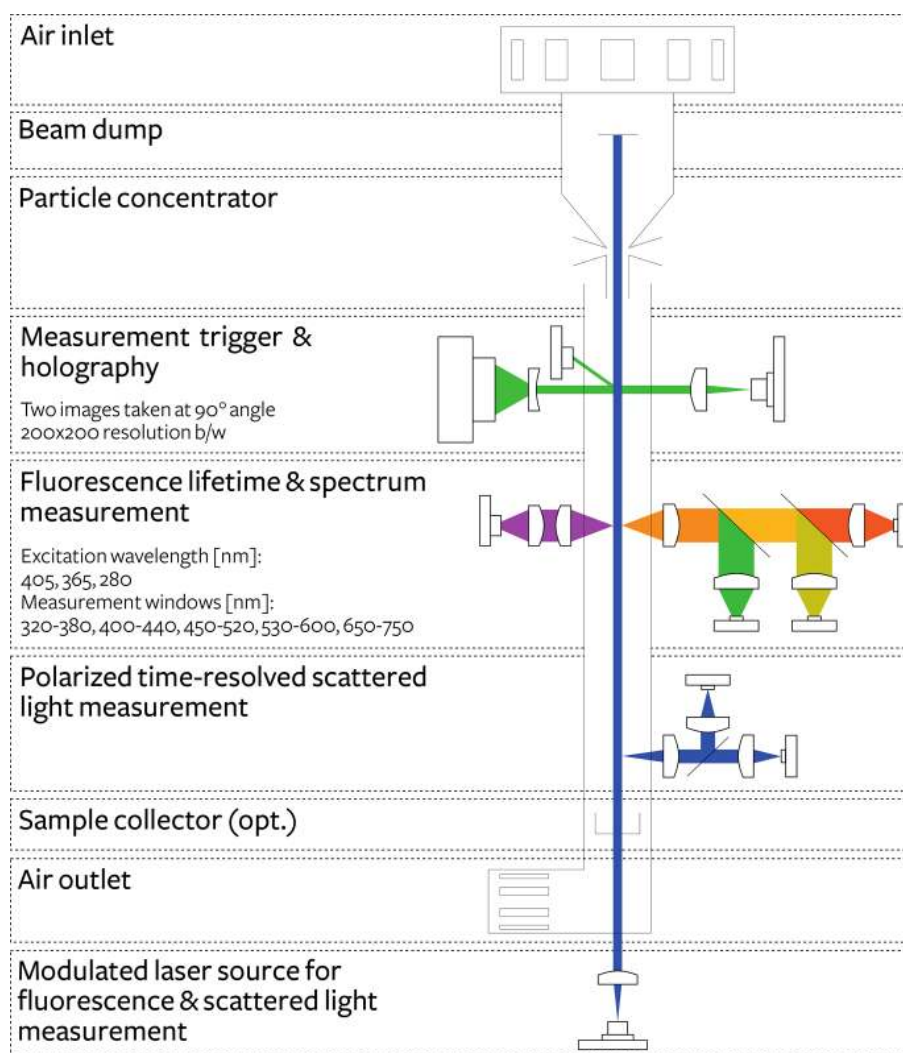 Air inlet
Beam dump
Particle concentrator
Measurement trigger &
holography
Two images taken at 90° angle
200x200 resolution b/w
Fluorescence lifetime & spectrum
measurement
Excitation wavelength [nm]:
405, 365, 280
Measurement windows [nm]:
320-380, 400-440, 450-520, 530-600, 650-750
Polarized time-resolved scattered
light measurement
Sample collector (opt.)
Air outlet
Modulated laser source for
fluorescence & scattered light
measurement